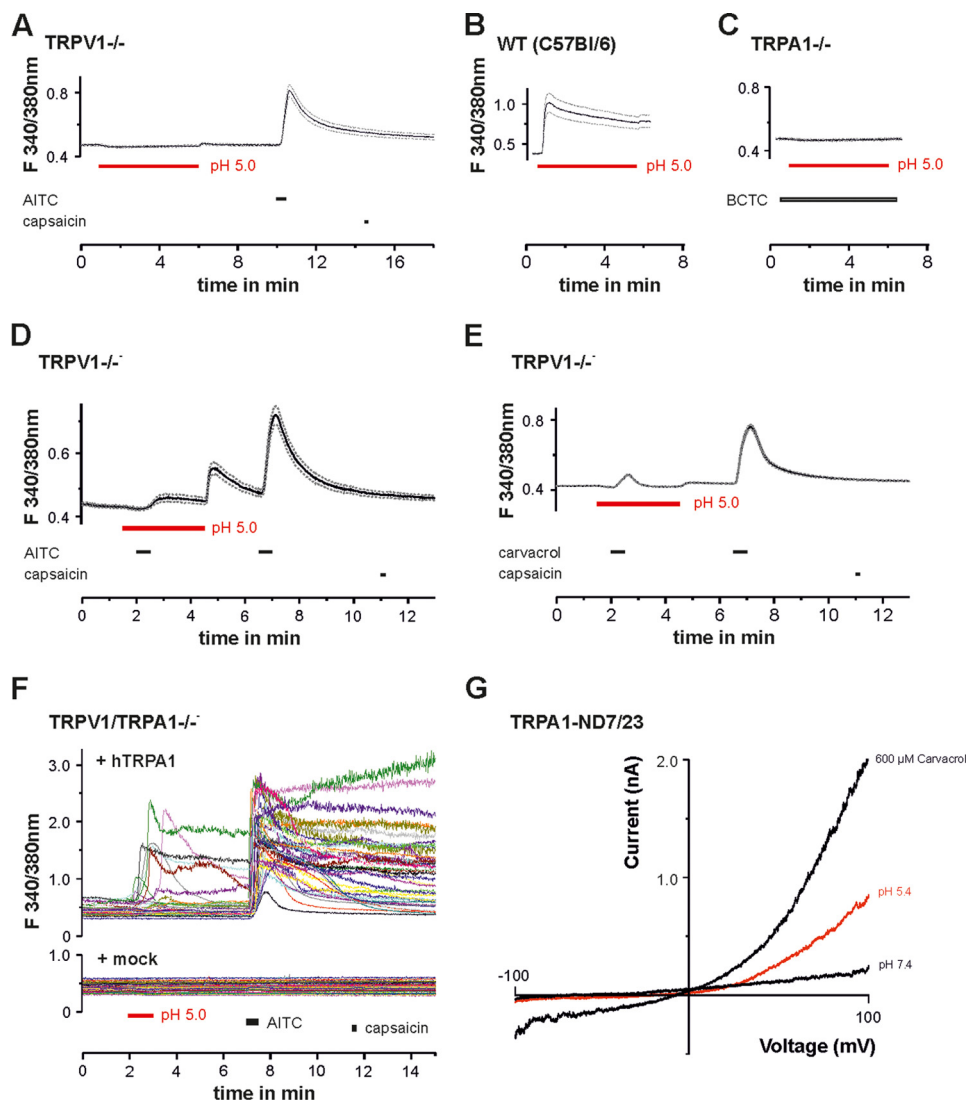 A
TRPV1-/-
F 340/380nm
0.8
0.4
pH 5.0
AITC
capsaicin
0 4 8 12 16
time in min
B
WT (C57Bl/6)
1.0
0.5
pH 5.0
0 4 8
time in min
C
TRPA1-/-
0.8
0.4
pH 5.0
BCTC
0 4 8
time in min
D
TRPV1-/-
F 340/380nm
0.8
0.6
0.4
pH 5.0
AITC
capsaicin
0 2 4 6 8 10 12
time in min
E
TRPV1-/-
F 340/380nm
0.8
0.4
pH 5.0
carvacrol
capsaicin
0 2 4 6 8 10 12
time in min
F
TRPV1/TRPA1-/-
+ hTRPA1
F 340/380nm
3.0
2.0
1.0
0
+ mock
1.0
0
pH 5.0
AITC
capsaicin
0 2 4 6 8 10 12 14
time in min
G
TRPA1-ND7/23
Current (nA)
2.0
1.0
600 µM Carvacrol
pH 5.4
pH 7.4
-100
100
Voltage (mV)